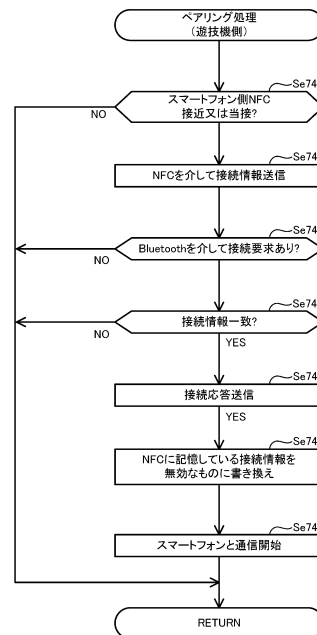 ペアリング処理
(遊技機側)
Se74
スマートフォン側NFC
接近又は当接?
NO
Se74
NFCを介して接続情報送信
Se74
Bluetoothを介して接続要求あり?
NO
Se74
接続情報一致?
NO
YES
Se74
接続応答送信
YES
Se74
NFCに記憶している接続情報を
無効なものに書き換え
Se74
スマートフォンと通信開始
RETURN